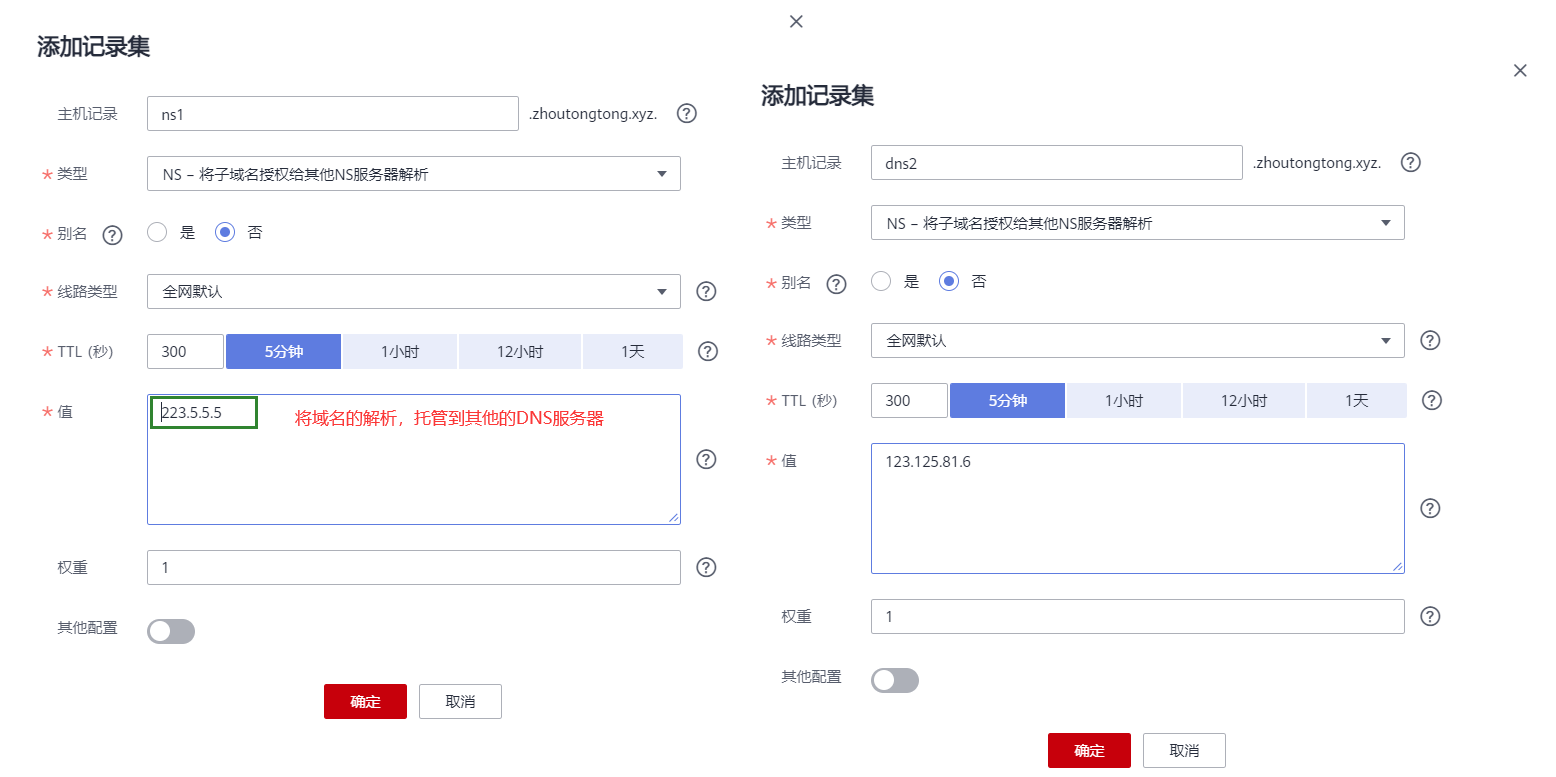 添加记录集
主机记录 ns1 .zhoutongtong.xyz. ?
* 类型 NS – 将子域名授权给其他NS服务器解析
* 别名 ? 是 否
* 线路类型 全网默认 ?
* TTL (秒) 300 5分钟 1小时 12小时 1天 ?
* 值 223.5.5.5 将域名的解析，托管到其他的DNS服务器
?
权重 1 ?
其他配置
确定 取消
添加记录集
主机记录 dns2 .zhoutongtong.xyz. ?
* 类型 NS – 将子域名授权给其他NS服务器解析
* 别名 ? 是 否
* 线路类型 全网默认 ?
* TTL (秒) 300 5分钟 1小时 12小时 1天 ?
* 值 123.125.81.6
?
权重 1 ?
其他配置
确定 取消